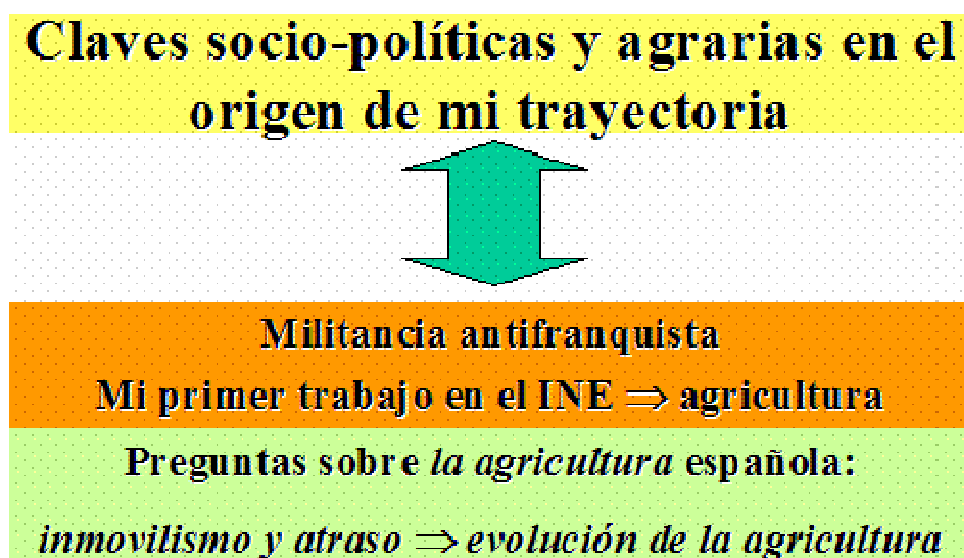 Claves socio-políticas y agrarias en el
origen de mi trayectoria
Militancia antifranquista
Mi primer trabajo en el INE ⇒ agricultura
Preguntas sobre la agricultura española:
inmovilismo y atraso ⇒ evolución de la agricultura